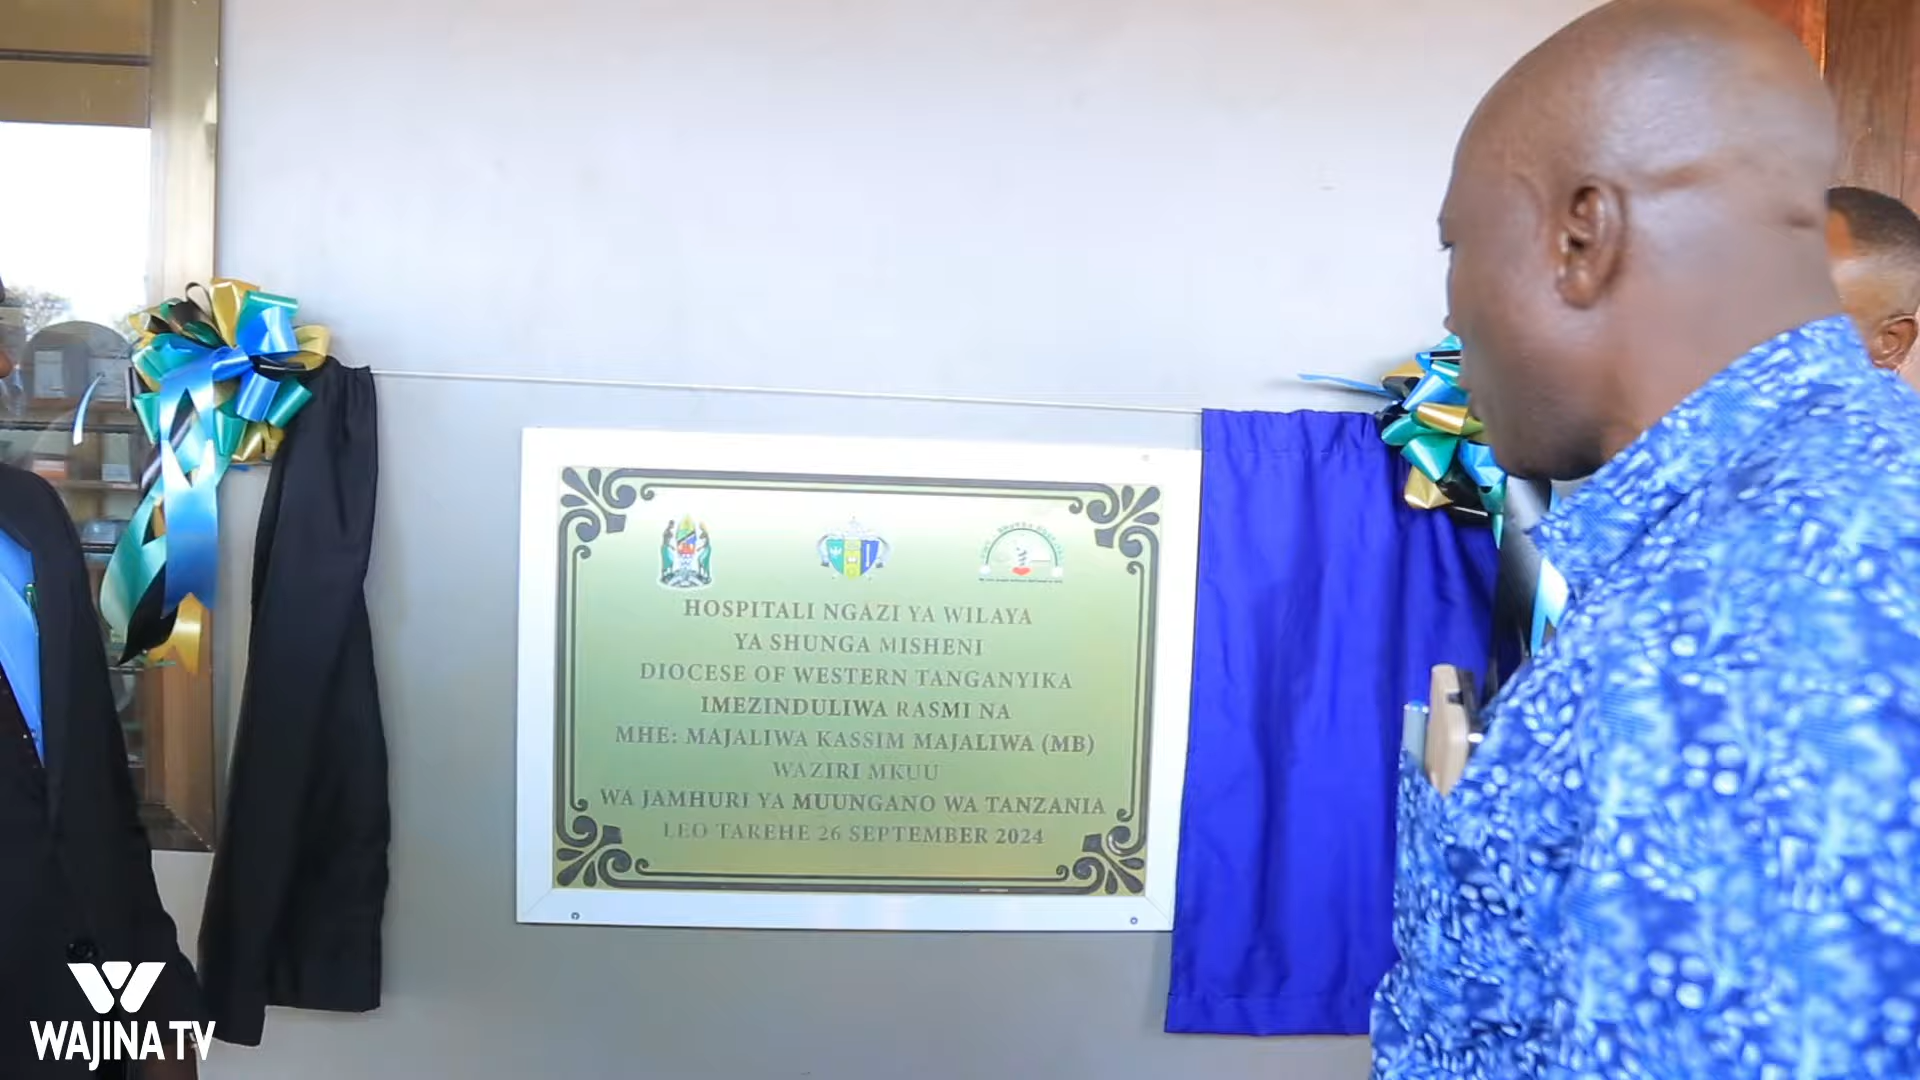 HOSPITALI NGAZI YA WILAYA
YA SHUNGA MISHENI
DIOCESE OF WESTERN TANGANYIKA
IMEZINDULIWA RASMI NA
MHE: MAJALIWA KASSIM MAJALIWA (MB)
WAZIRI MKUU
WA JAMHURI YA MUUNGANO WA TANZANIA
LEO TAREHE 26 SEPTEMBER 2024
WAJINA TV